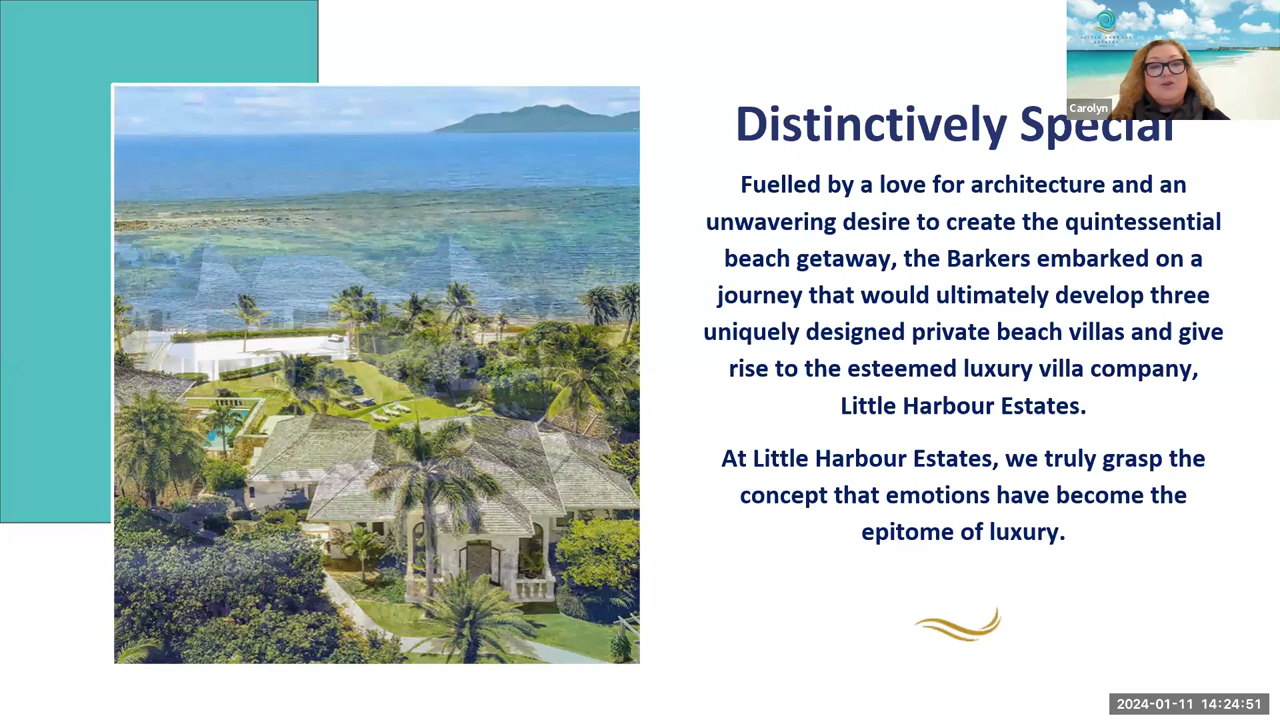 LITTLE HARBOUR
ESTATES
Carolyn
Distinctively Special
Fuelled by a love for architecture and an
unwavering desire to create the quintessential
beach getaway, the Barkers embarked on a
journey that would ultimately develop three
uniquely designed private beach villas and give
rise to the esteemed luxury villa company,
Little Harbour Estates.
At Little Harbour Estates, we truly grasp the
concept that emotions have become the
epitome of luxury.
2024-01-11 14:24:51